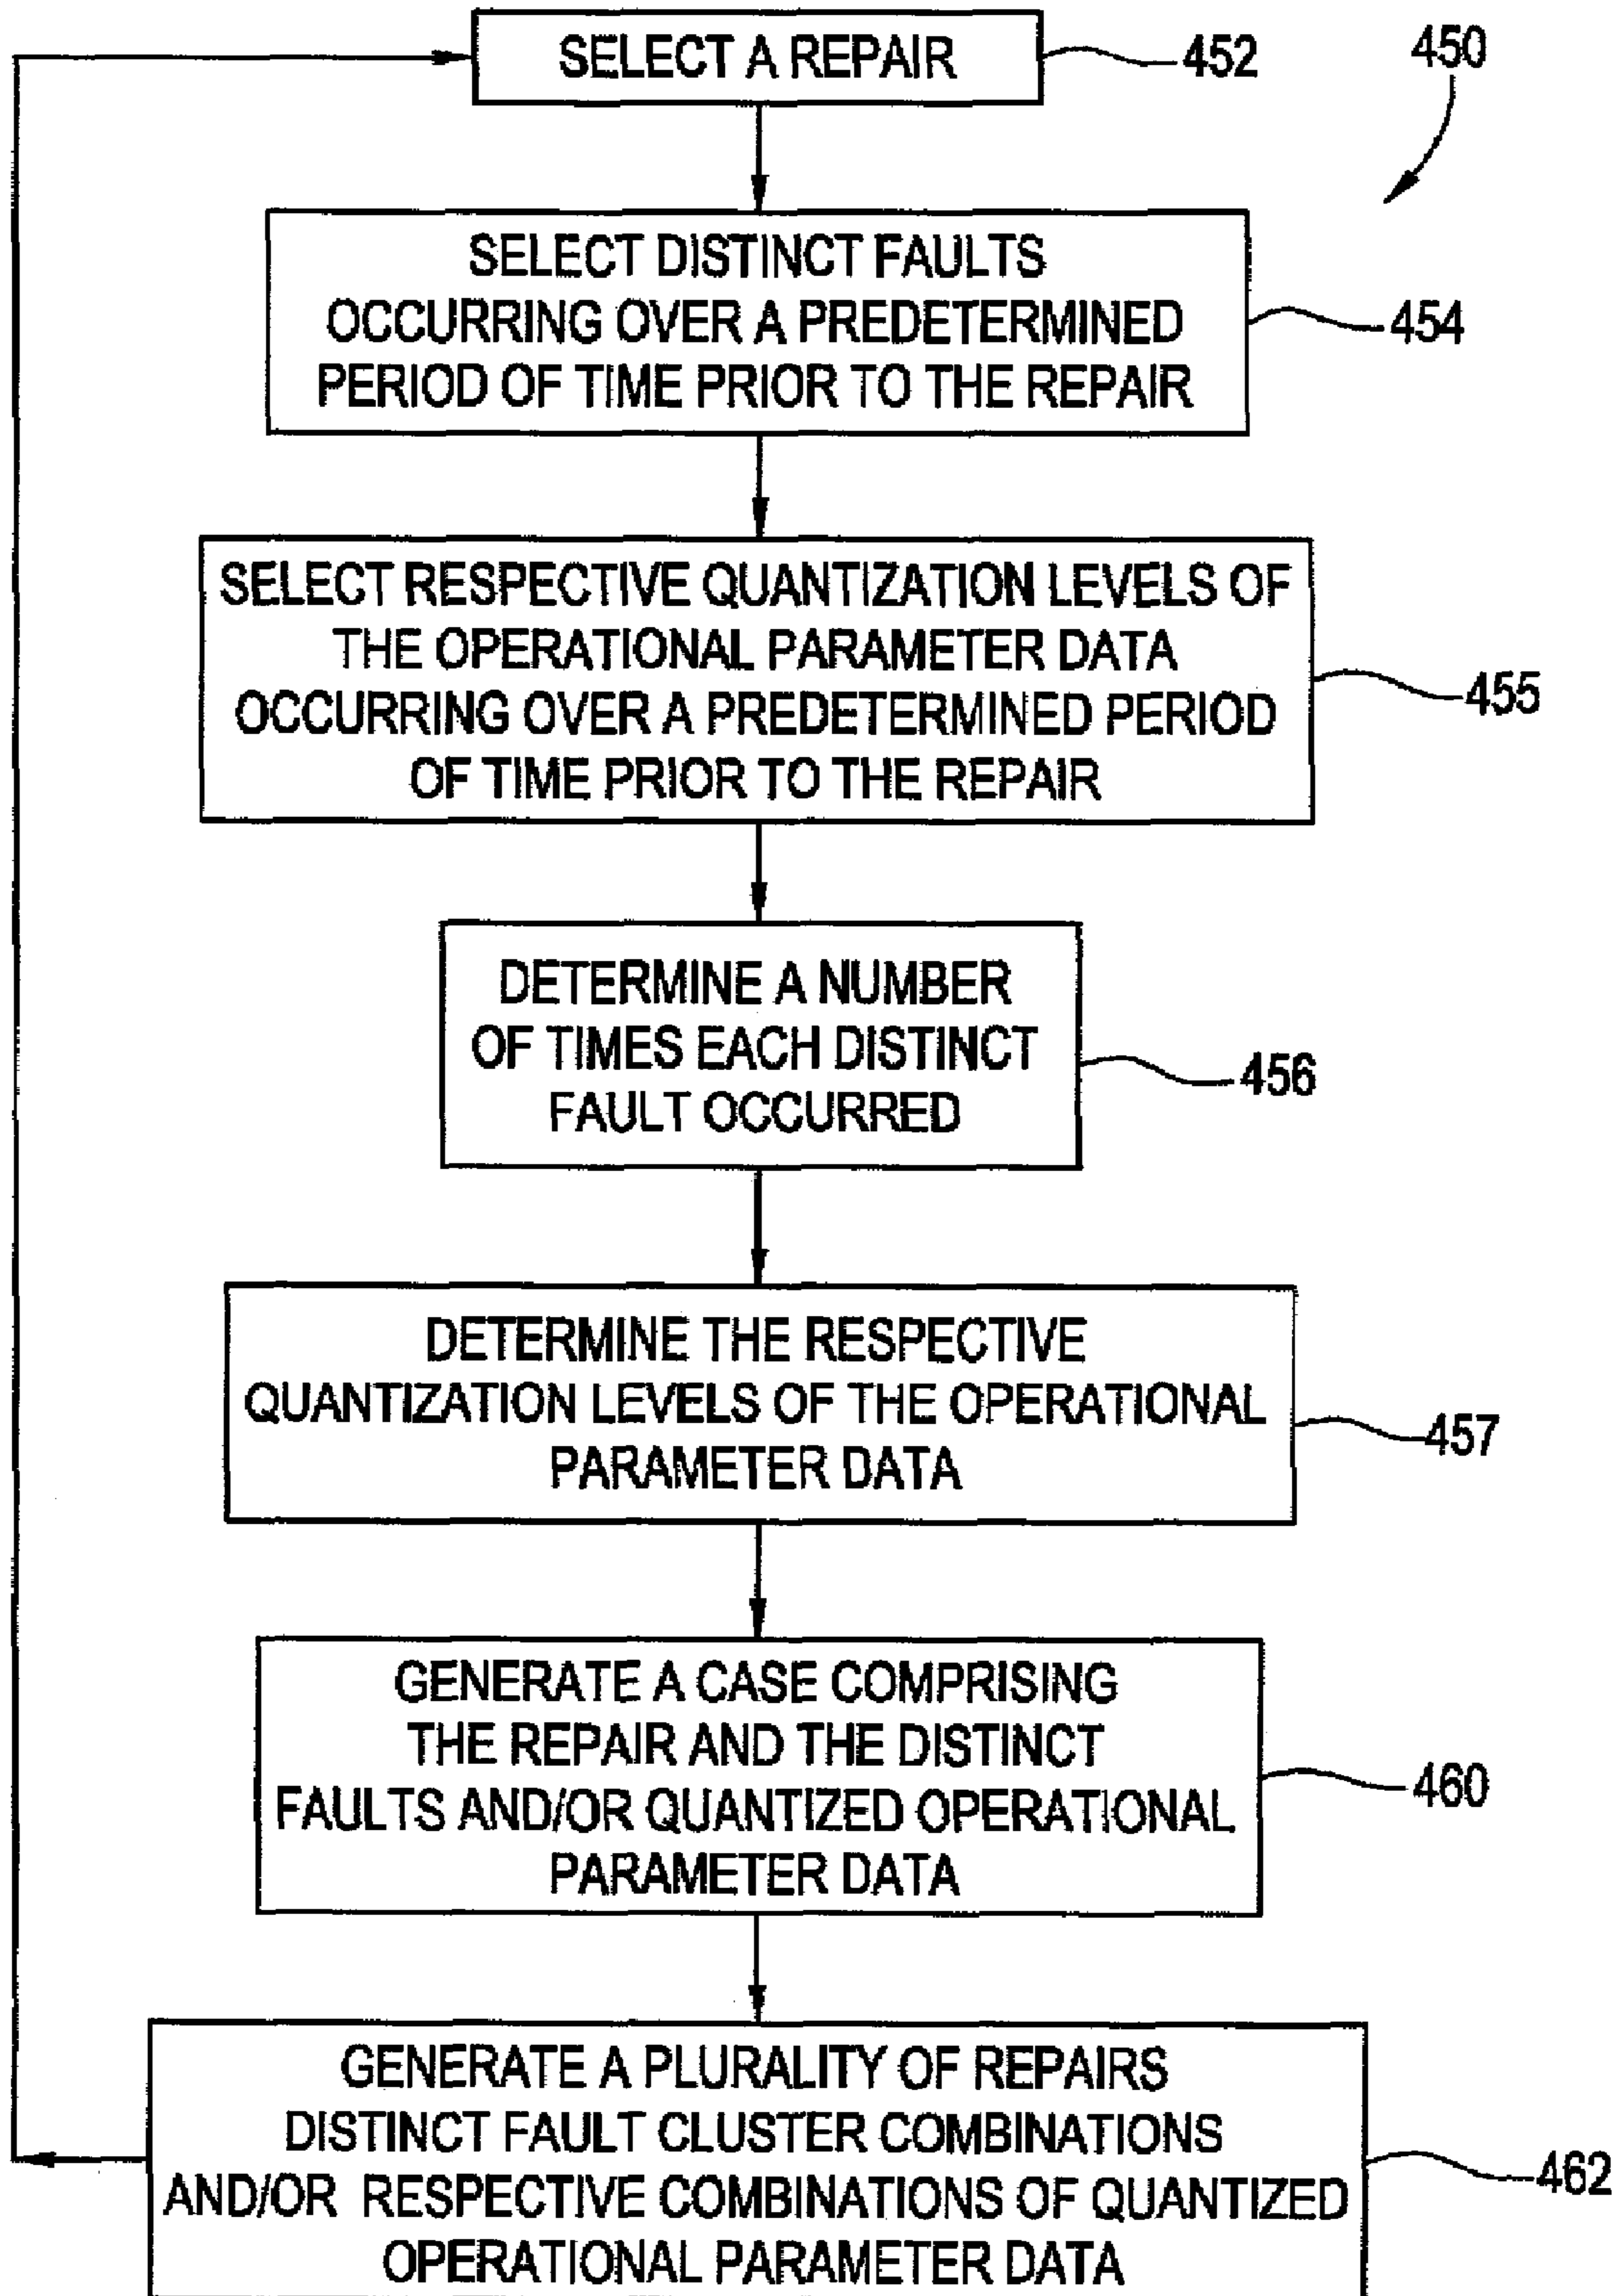 SELECT A REPAIR
452
450
SELECT DISTINCT FAULTS
OCCURRING OVER A PREDETERMINED
PERIOD OF TIME PRIOR TO THE REPAIR
454
SELECT RESPECTIVE QUANTIZATION LEVELS OF
THE OPERATIONAL PARAMETER DATA
OCCURRING OVER A PREDETERMINED PERIOD
OF TIME PRIOR TO THE REPAIR
455
DETERMINE A NUMBER
OF TIMES EACH DISTINCT
FAULT OCCURRED
456
DETERMINE THE RESPECTIVE
QUANTIZATION LEVELS OF THE OPERATIONAL
PARAMETER DATA
457
GENERATE A CASE COMPRISING
THE REPAIR AND THE DISTINCT
FAULTS AND/OR QUANTIZED OPERATIONAL
PARAMETER DATA
460
GENERATE A PLURALITY OF REPAIRS
DISTINCT FAULT CLUSTER COMBINATIONS
AND/OR RESPECTIVE COMBINATIONS OF QUANTIZED
OPERATIONAL PARAMETER DATA
462